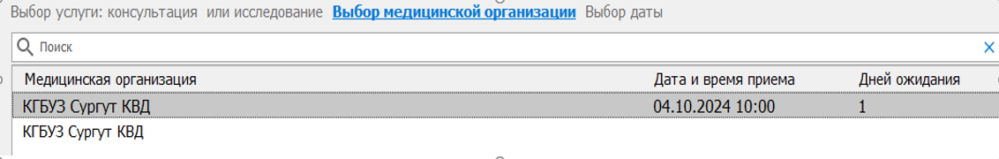 Выбор услуги: консультация или исследование Выбор медицинской организации Выбор даты
Поиск
Медицинская организация Дата и время приема Дней ожидания
КГБУЗ Сургут КВД 04.10.2024 10:00 1
КГБУЗ Сургут КВД